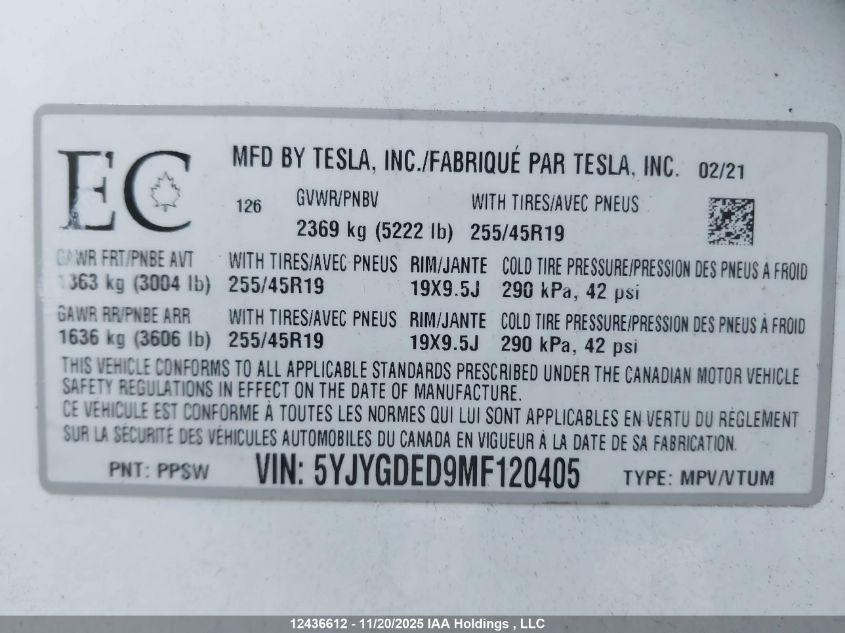 EC
MFD BY TESLA, INC./FABRIQUÉ PAR TESLA, INC. 02/21
126 GVWR/PNBV WITH TIRES/AVEC PNEUS
2369 kg (5222 lb) 255/45R19
GAWR FRT/PNBE AVT WITH TIRES/AVEC PNEUS RIM/JANTE COLD TIRE PRESSURE/PRESSION DES PNEUS À FROID
1363 kg (3004 lb) 255/45R19 19X9.5J 290 kPa, 42 psi
GAWR RR/PNBE ARR WITH TIRES/AVEC PNEUS RIM/JANTE COLD TIRE PRESSURE/PRESSION DES PNEUS À FROID
1636 kg (3606 lb) 255/45R19 19X9.5J 290 kPa, 42 psi
THIS VEHICLE CONFORMS TO ALL APPLICABLE STANDARDS PRESCRIBED UNDER THE CANADIAN MOTOR VEHICLE
SAFETY REGULATIONS IN EFFECT ON THE DATE OF MANUFACTURE.
CE VÉHICULE EST CONFORME À TOUTES LES NORMES QUI LUI SONT APPLICABLES EN VERTU DU RÈGLEMENT
SUR LA SÉCURITÉ DES VÉHICULES AUTOMOBILES DU CANADA EN VIGUEUR À LA DATE DE SA FABRICATION.
PNT: PPSW VIN: 5YJYGDED9MF120405 TYPE: MPV/VTUM
12436612 - 11/20/2025 IAA Holdings , LLC